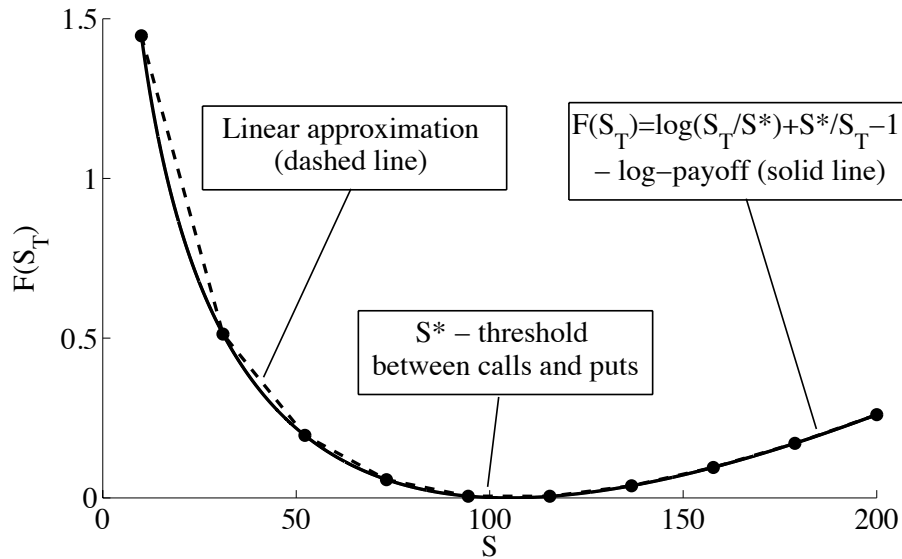 1.5
Linear approximation
(dashed line)
F(S_T)=log(S_T/S*)+S*/S_T−1
− log−payoff (solid line)
1
F(S_T)
S* − threshold
between calls and puts
0.5
0
0 50 100 150 200
S